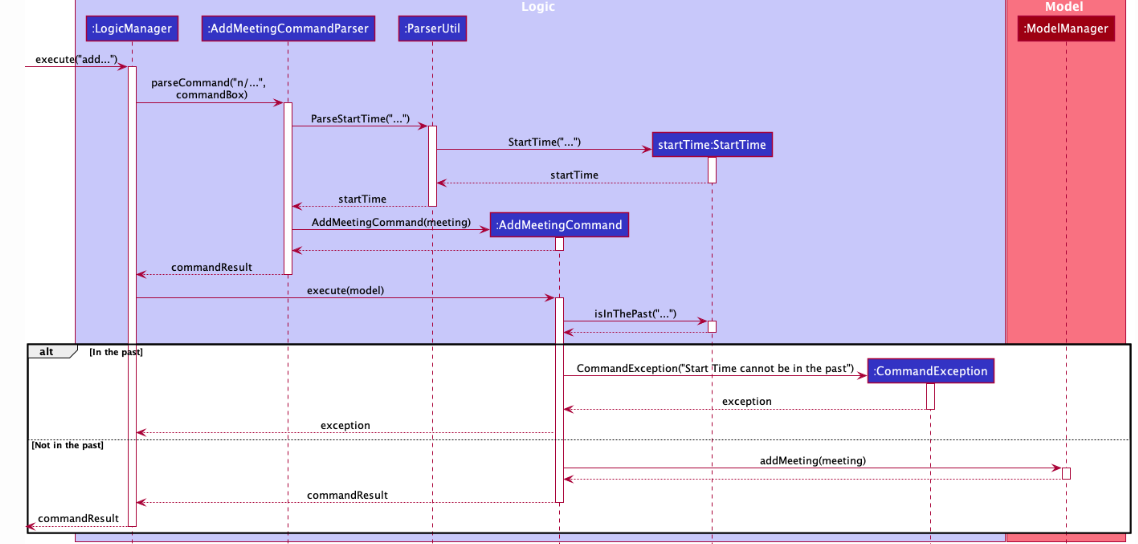 Logic
Model
:LogicManager
:AddMeetingCommandParser
:ParserUtil
:ModelManager
execute("add...")
parseCommand("n/...",
commandBox)
ParseStartTime("...")
StartTime("...")
startTime:StartTime
startTime
startTime
AddMeetingCommand(meeting)
:AddMeetingCommand
commandResult
execute(model)
isInThePast("...")
alt
[In the past]
CommandException("Start Time cannot be in the past")
:CommandException
exception
exception
[Not in the past]
addMeeting(meeting)
commandResult
commandResult